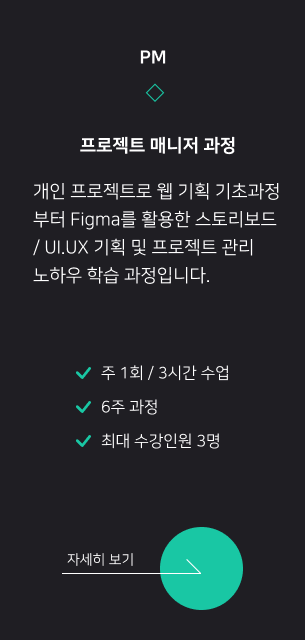 PM
프로젝트 매니저 과정
개인 프로젝트로 웹 기획 기초과정
부터 Figma를 활용한 스토리보드
/ UI.UX 기획 및 프로젝트 관리
노하우 학습 과정입니다.
주 1회 / 3시간 수업
6주 과정
최대 수강인원 3명
자세히 보기